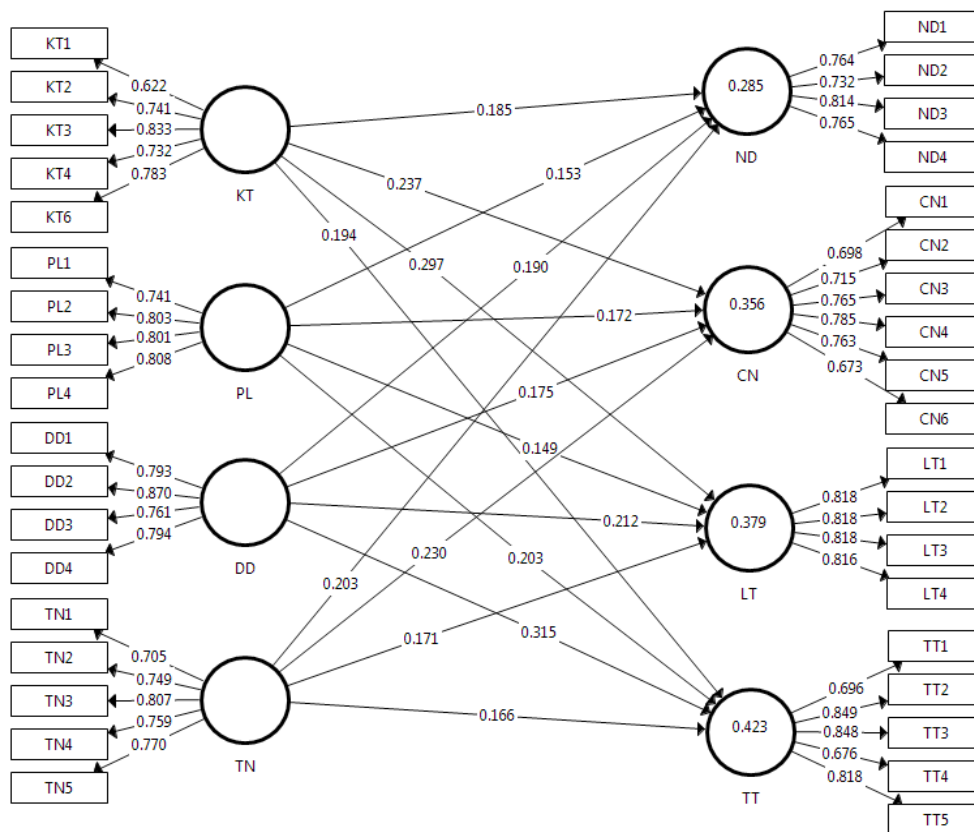 KT1
KT2
KT3
KT4
KT6
0.622
0.741
0.833
0.732
0.783
KT
PL1
PL2
PL3
PL4
0.741
0.803
0.801
0.808
PL
DD1
DD2
DD3
DD4
0.793
0.870
0.761
0.794
DD
TN1
TN2
TN3
TN4
TN5
0.705
0.749
0.807
0.759
0.770
TN
0.185
0.153
0.237
0.194
0.297
0.190
0.172
0.175
0.149
0.212
0.230
0.203
0.203
0.171
0.315
0.166
0.285
ND
0.764
0.732
0.814
0.765
ND1
ND2
ND3
ND4
0.356
CN
0.698
0.715
0.765
0.785
0.763
0.673
CN1
CN2
CN3
CN4
CN5
CN6
0.379
LT
0.818
0.818
0.818
0.816
LT1
LT2
LT3
LT4
0.423
TT
0.696
0.849
0.848
0.676
0.818
TT1
TT2
TT3
TT4
TT5